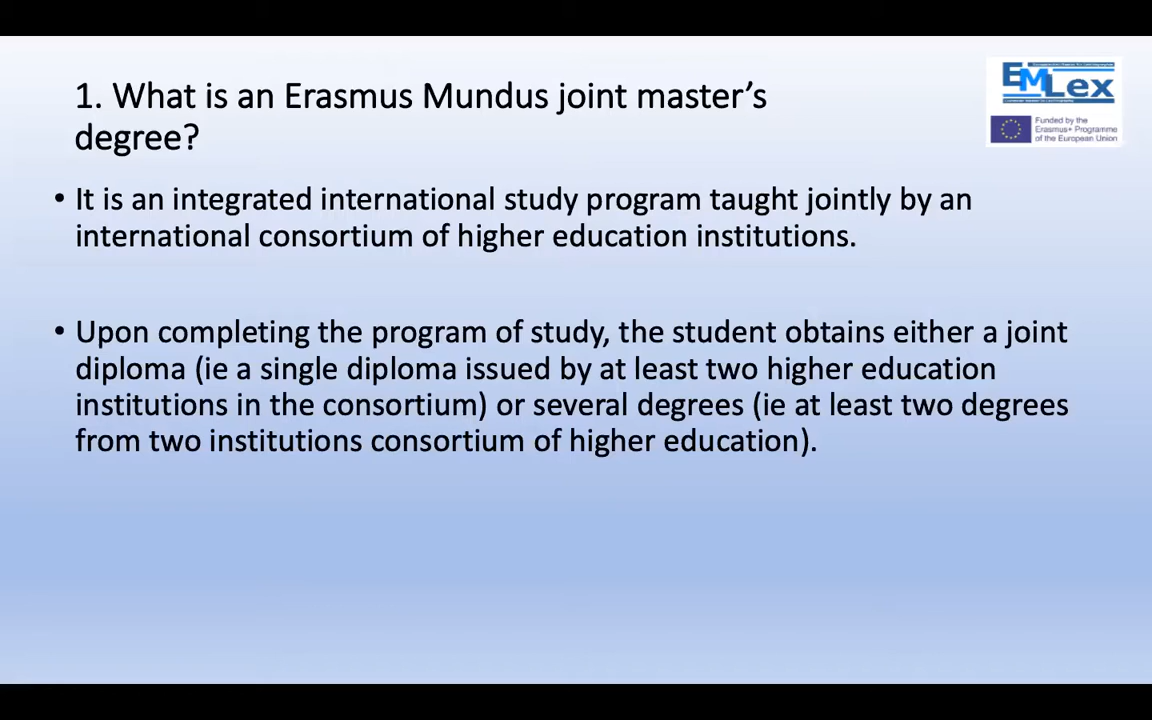 1. What is an Erasmus Mundus joint master's
degree?
EMLex
Funded by the
Erasmus+ Programme
of the European Union
• It is an integrated international study program taught jointly by an
international consortium of higher education institutions.
• Upon completing the program of study, the student obtains either a joint
diploma (ie a single diploma issued by at least two higher education
institutions in the consortium) or several degrees (ie at least two degrees
from two institutions consortium of higher education).